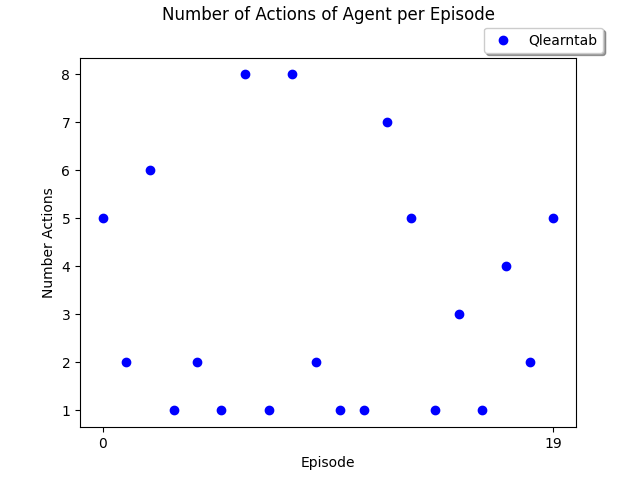 Number of Actions of Agent per Episode
Qlearntab
8
7
6
5
4
3
2
1
Number Actions
0 19
Episode